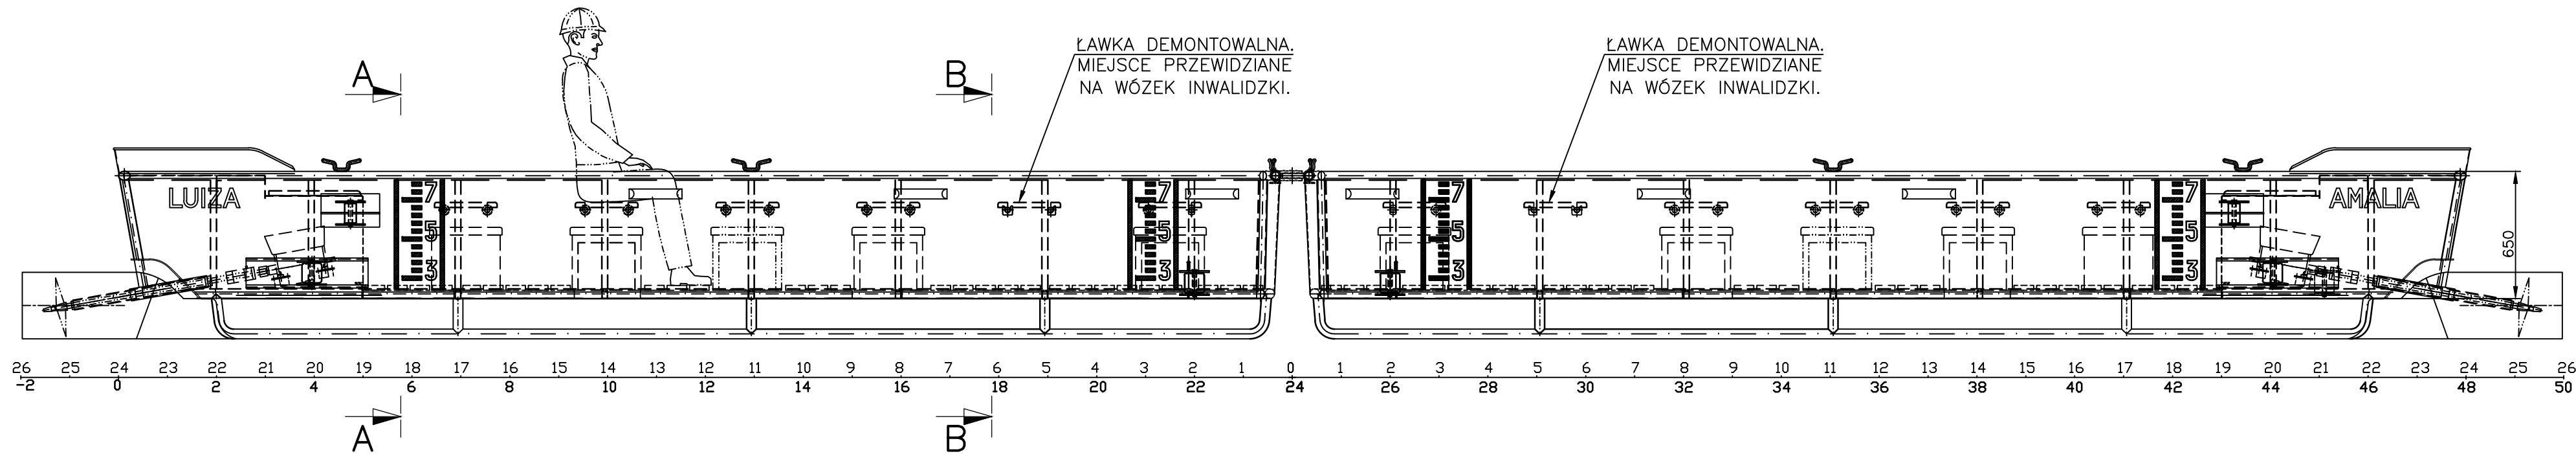 ŁAWKA DEMONTOWALNA.
MIEJSCE PRZEWIDZIANE
NA WÓZEK INWALIDZKI.
ŁAWKA DEMONTOWALNA.
MIEJSCE PRZEWIDZIANE
NA WÓZEK INWALIDZKI.
A
B
LUIZA
7
5
3
7
5
3
7
5
3
7
5
3
AMALIA
650
26 25 24 23 22 21 20 19 18 17 16 15 14 13 12 11 10 9 8 7 6 5 4 3 2 1 0 1 2 3 4 5 6 7 8 9 10 11 12 13 14 15 16 17 18 19 20 21 22 23 24 25 26
-2 0 2 4 6 8 10 12 14 16 18 20 22 24 26 28 30 32 34 36 38 40 42 44 46 48 50
A
B